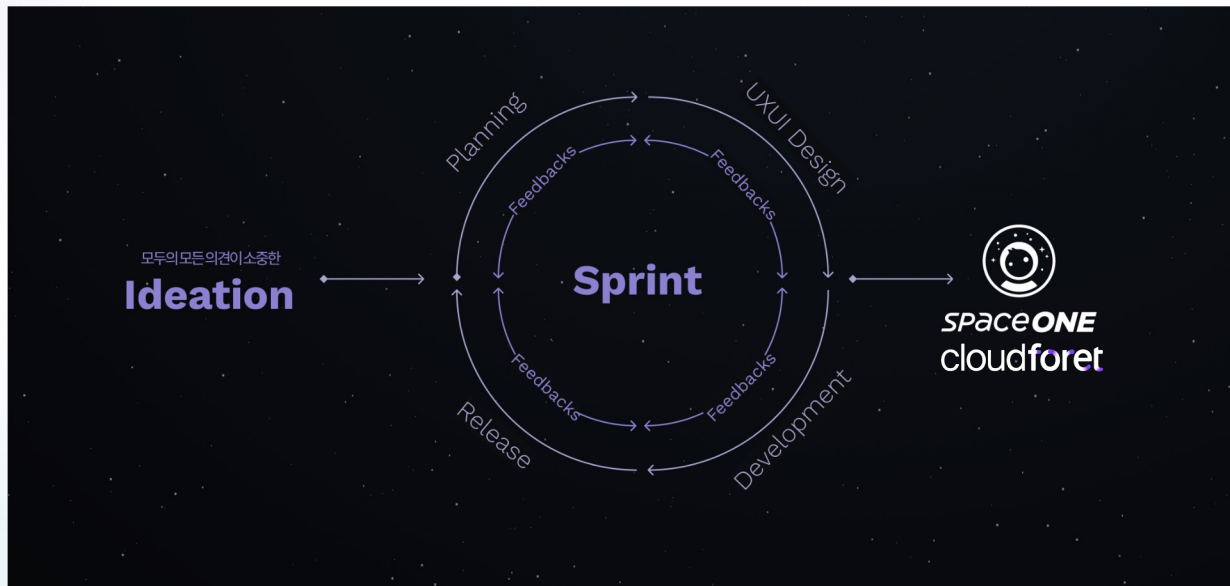 모두의 모든 의견이 소중한
Ideation
Planning
UXUI Design
Feedbacks
Feedbacks
Sprint
Feedbacks
Feedbacks
Release
Development
SPaceONE
cloudforet